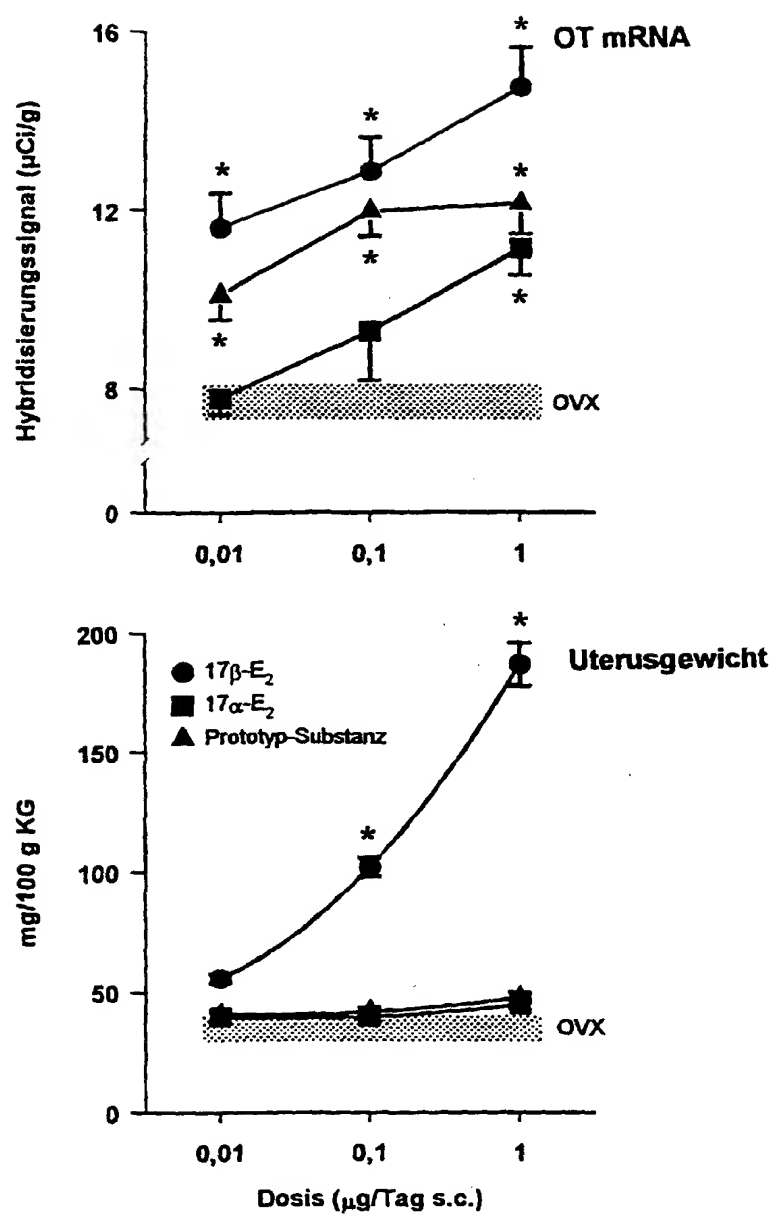 OT mRNA
Hybridisierungssignal (µCi/g)
16
12
8
0
* * *
* * *
*
OVX
0,01 0,1 1
Uterusgewicht
mg/100 g KG
200
150
100
50
0
17β-E₂
17α-E₂
Prototyp-Substanz
* *
OVX
0,01 0,1 1
Dosis (µg/Tag s.c.)